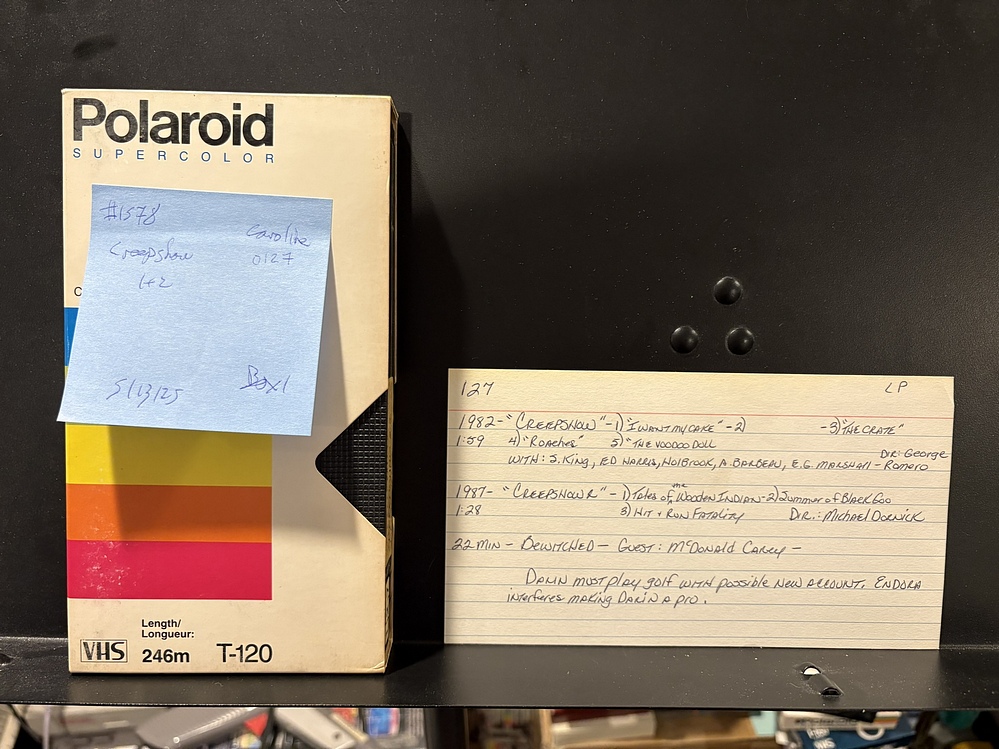 Polaroid
SUPERCOLOR
#1578
Caroline
Creepshow
0127
1+2
C
5/13/25
Box 1
Length/
Longueur:
VHS 246m T-120
127 LP
1982- "CREEPSHOW" -1) "I WANT MY CAKE" -2) -3) "THE CRATE"
1:59 4) "ROACHES" 5) "THE VOODOO DOLL
DIR: George
WITH: S. KING, ED HARRIS, HOLBROOK, A. BARBEAU, E.G. MARSHALL - Romero
1987- "CREEPSHOW 2" - 1) Tales of the WOODEN INDIAN -2) Summer of BLACK GOO
1:28 3) HIT + RUN FATALITY DIR.: MICHAEL DORNICK
22 MIN - BEWITCHED - GUEST: McDONALD CAREY -
DARIN MUST play golf WITH possible NEW ACCOUNT. ENDORA
interferes making DARIN A pro.